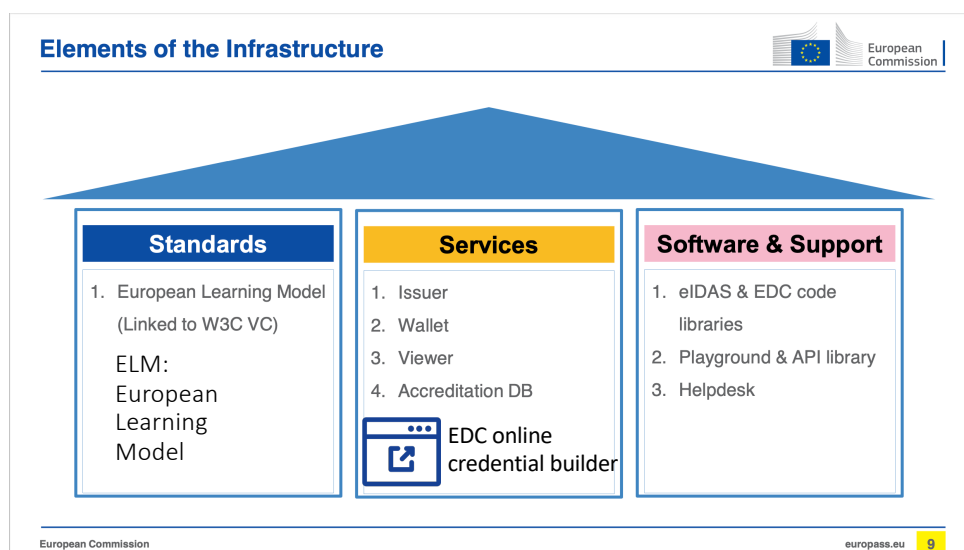 Elements of the Infrastructure
European
Commission
Standards
1. European Learning Model
(Linked to W3C VC)
ELM:
European
Learning
Model
Services
1. Issuer
2. Wallet
3. Viewer
4. Accreditation DB
EDC online
credential builder
Software & Support
1. eIDAS & EDC code
libraries
2. Playground & API library
3. Helpdesk
European Commission
europass.eu
9